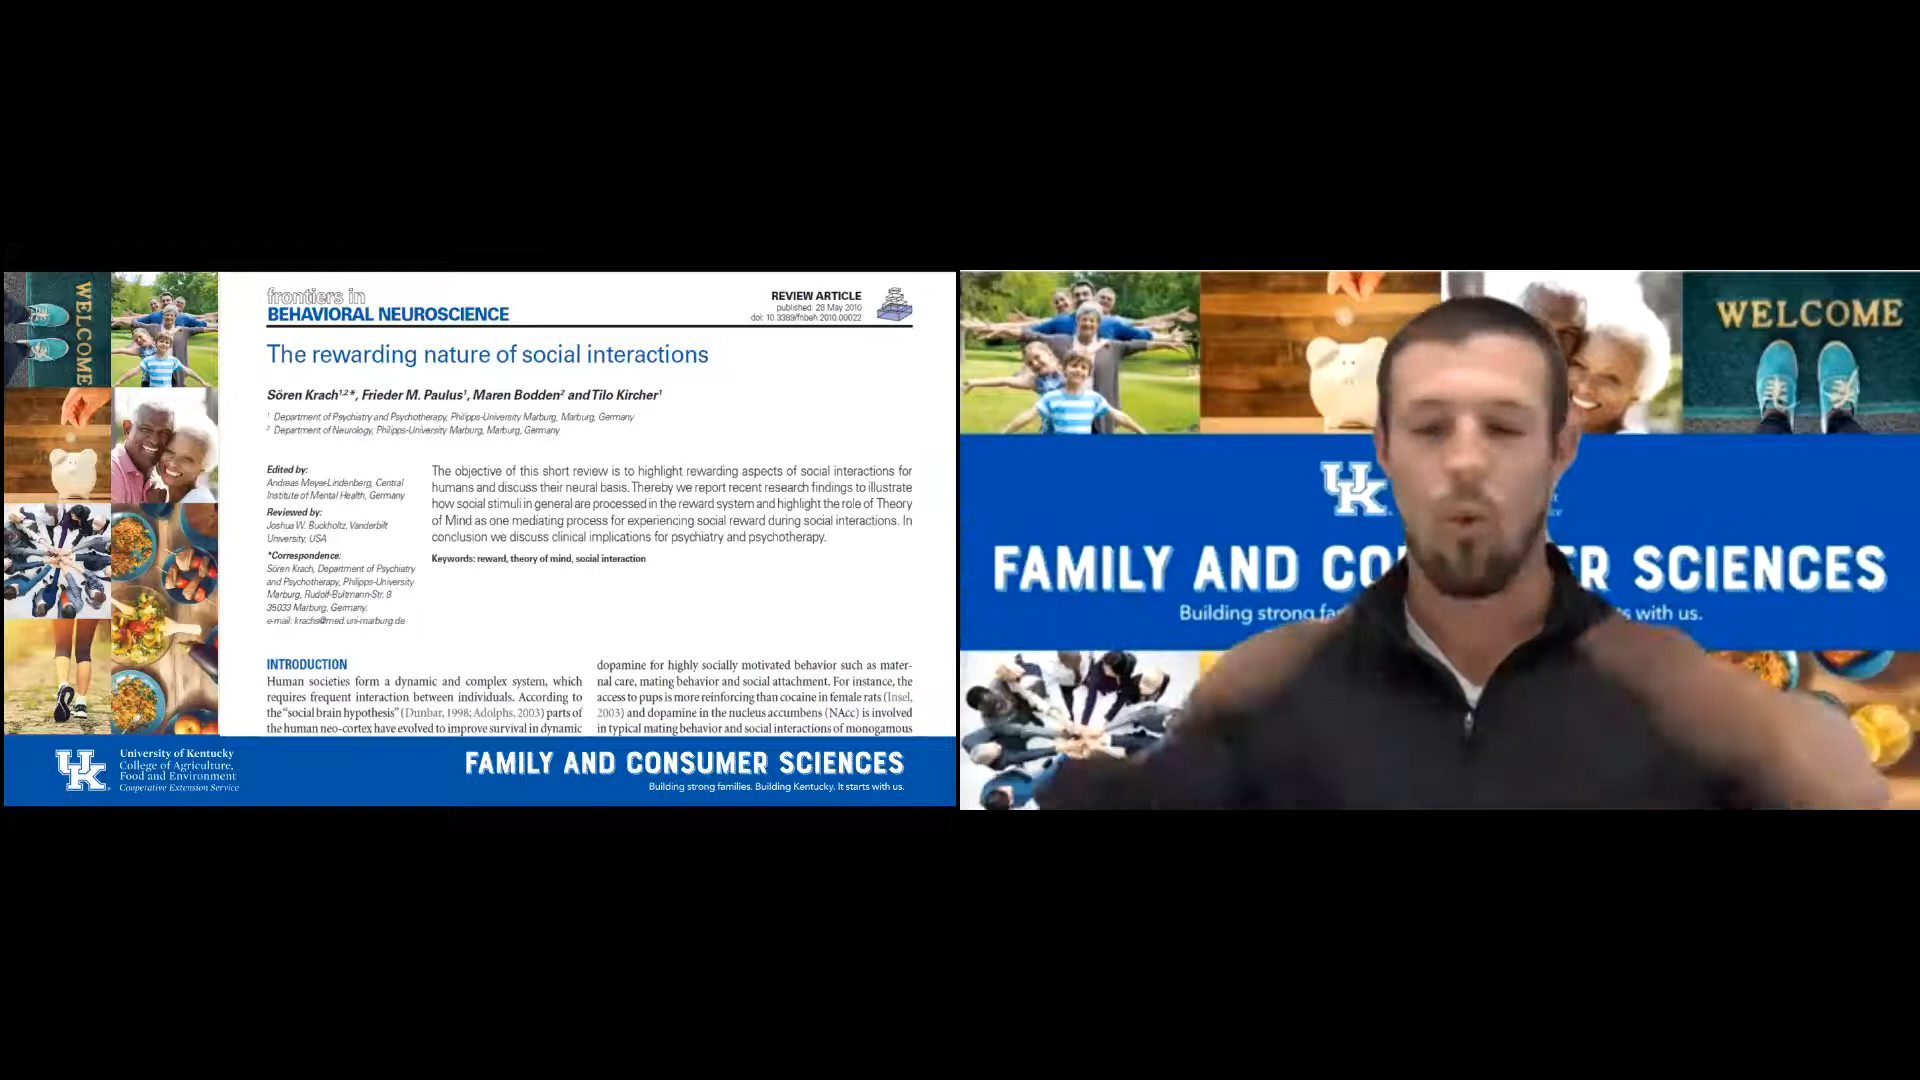 WELCOME
frontiers in
BEHAVIORAL NEUROSCIENCE
REVIEW ARTICLE
published: 28 May 2010
doi: 10.3389/fnbeh.2010.00022
The rewarding nature of social interactions
Sören Krach1,2*, Frieder M. Paulus1, Maren Bodden2 and Tilo Kircher1
1 Department of Psychiatry and Psychotherapy, Philipps-University Marburg, Marburg, Germany
2 Department of Neurology, Philipps-University Marburg, Marburg, Germany
Edited by:
Andreas Meyer-Lindenberg, Central
Institute of Mental Health, Germany
Reviewed by:
Joshua W. Buckholtz, Vanderbilt
University, USA
*Correspondence:
Sören Krach, Department of Psychiatry
and Psychotherapy, Philipps-University
Marburg, Rudolf-Bultmann-Str. 8
35033 Marburg, Germany.
e-mail: krachs@med.uni-marburg.de
The objective of this short review is to highlight rewarding aspects of social interactions for
humans and discuss their neural basis. Thereby we report recent research findings to illustrate
how social stimuli in general are processed in the reward system and highlight the role of Theory
of Mind as one mediating process for experiencing social reward during social interactions. In
conclusion we discuss clinical implications for psychiatry and psychotherapy.
Keywords: reward, theory of mind, social interaction
INTRODUCTION
Human societies form a dynamic and complex system, which
requires frequent interaction between individuals. According to
the "social brain hypothesis" (Dunbar, 1998; Adolphs, 2003) parts of
the human neo-cortex have evolved to improve survival in dynamic
dopamine for highly socially motivated behavior such as mater-
nal care, mating behavior and social attachment. For instance, the
access to pups is more reinforcing than cocaine in female rats (Insel,
2003) and dopamine in the nucleus accumbens (NAcc) is involved
in typical mating behavior and social interactions of monogamous
UK
University of Kentucky
College of Agriculture,
Food and Environment
Cooperative Extension Service
FAMILY AND CONSUMER SCIENCES
Building strong families. Building Kentucky. It starts with us.
WELCOME
UK
FAMILY AND CO ER SCIENCES
Building strong fa s with us.